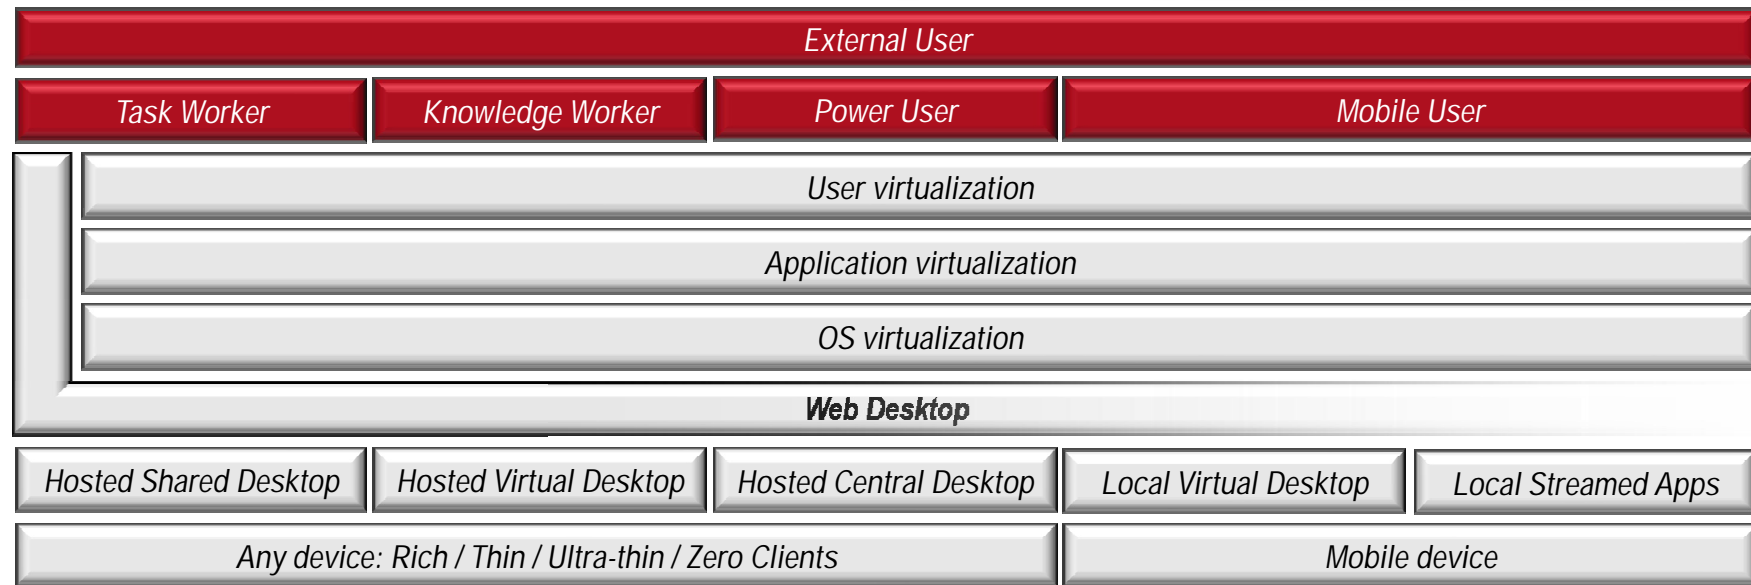 External User
Task Worker
Knowledge Worker
Power User
Mobile User
User virtualization
Application virtualization
OS virtualization
Web Desktop
Hosted Shared Desktop
Hosted Virtual Desktop
Hosted Central Desktop
Local Virtual Desktop
Local Streamed Apps
Any device: Rich / Thin / Ultra-thin / Zero Clients
Mobile device